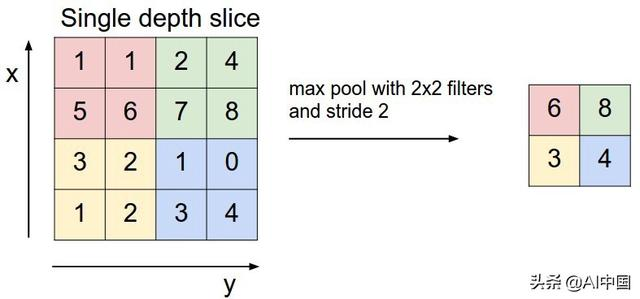 Single depth slice
x
1 1 2 4
5 6 7 8
3 2 1 0
1 2 3 4
y
max pool with 2x2 filters
and stride 2
6 8
3 4
头条 @AI中国